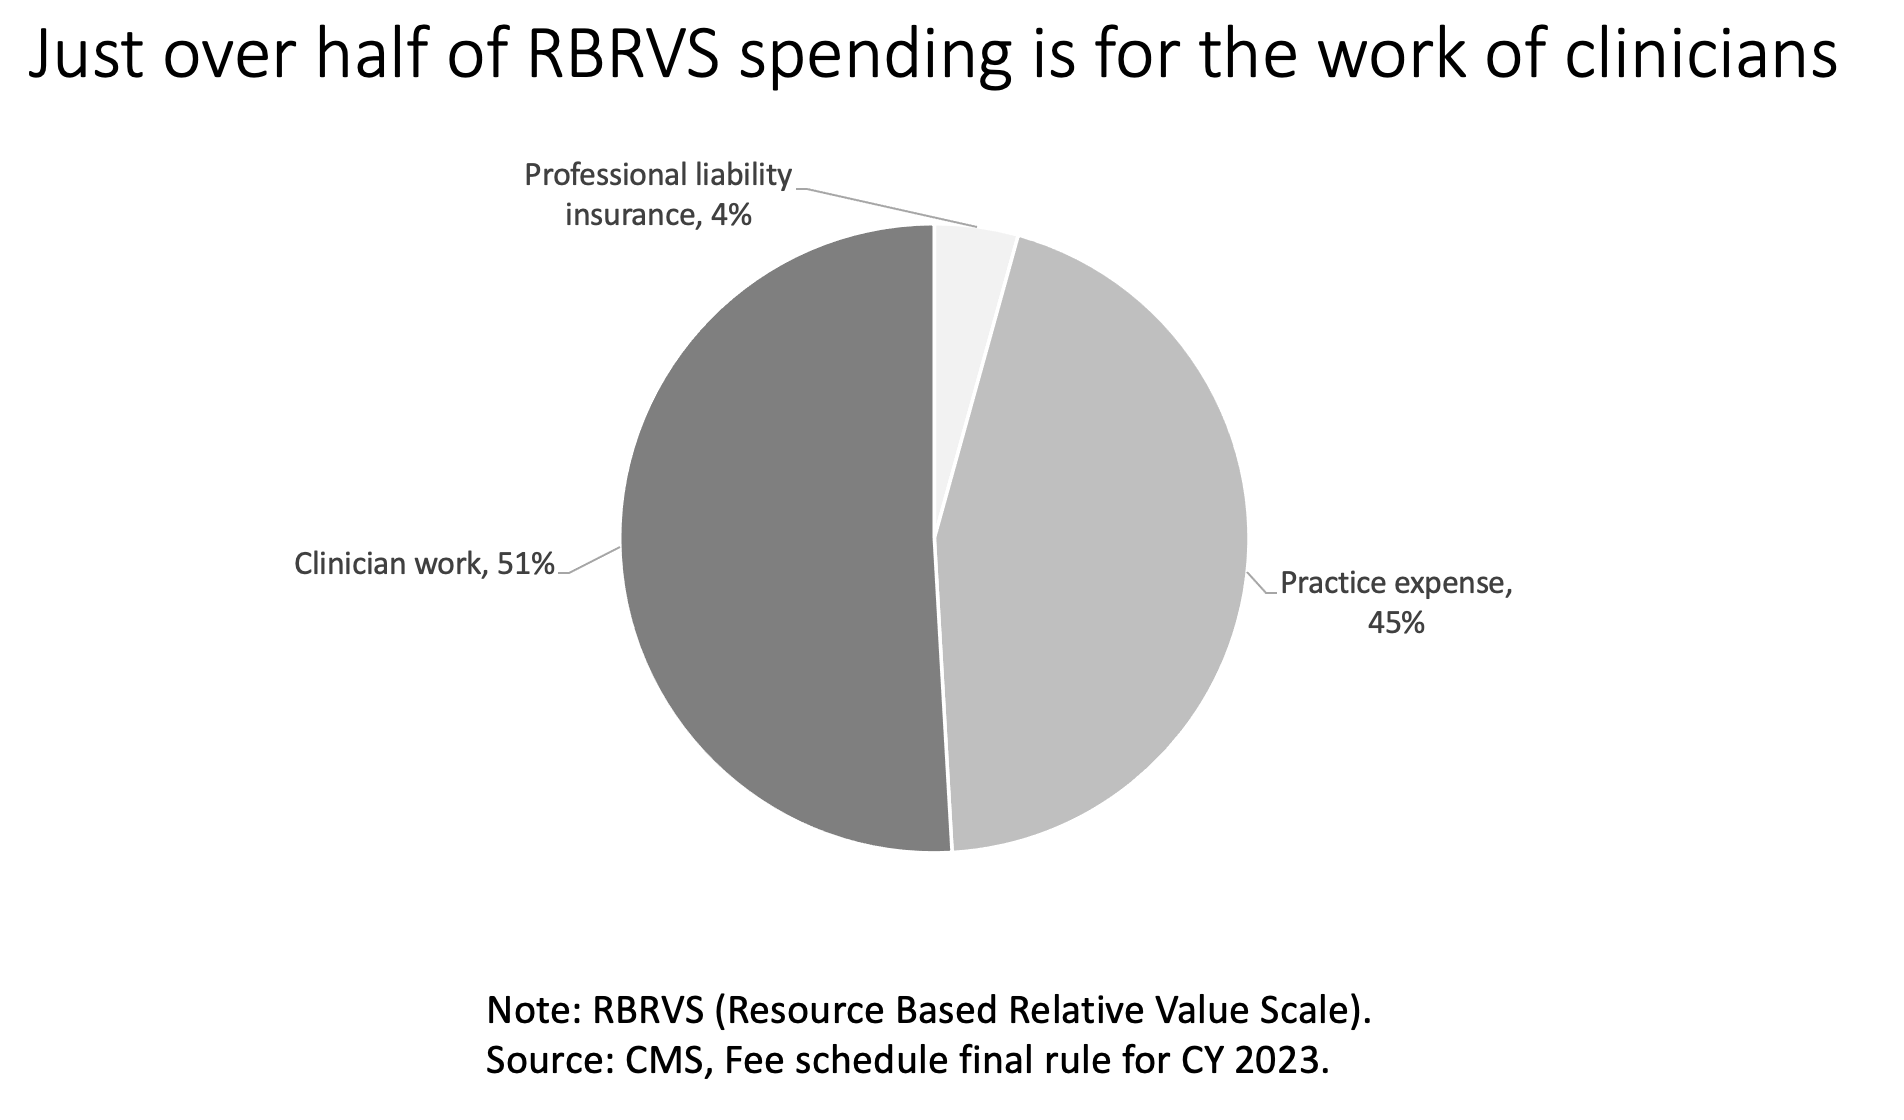 Just over half of RBRVS spending is for the work of clinicians
Professional liability
insurance, 4%
Clinician work, 51%
Practice expense,
45%
Note: RBRVS (Resource Based Relative Value Scale).
Source: CMS, Fee schedule final rule for CY 2023.